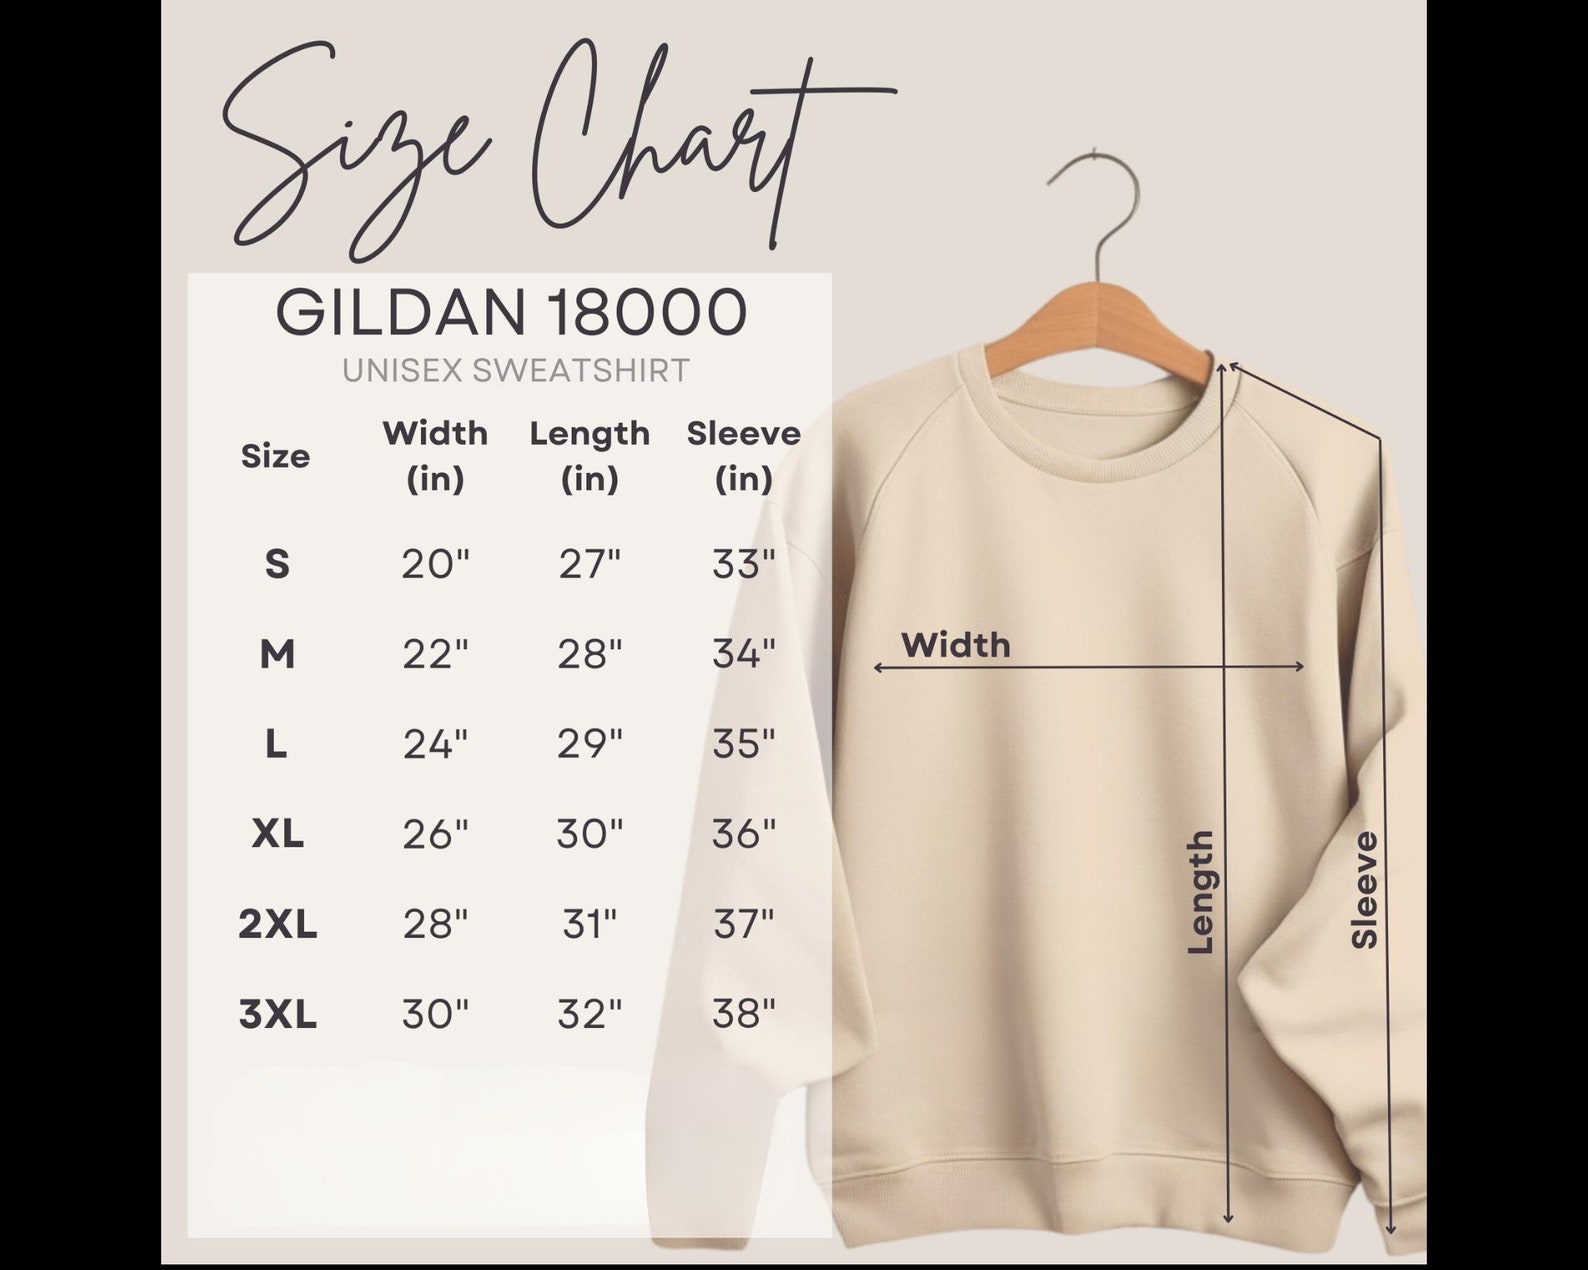 Size Chart
GILDAN 18000
UNISEX SWEATSHIRT
Size Width (in) Length (in) Sleeve (in)
S 20" 27" 33"
M 22" 28" 34"
L 24" 29" 35"
XL 26" 30" 36"
2XL 28" 31" 37"
3XL 30" 32" 38"
Width
Length
Sleeve